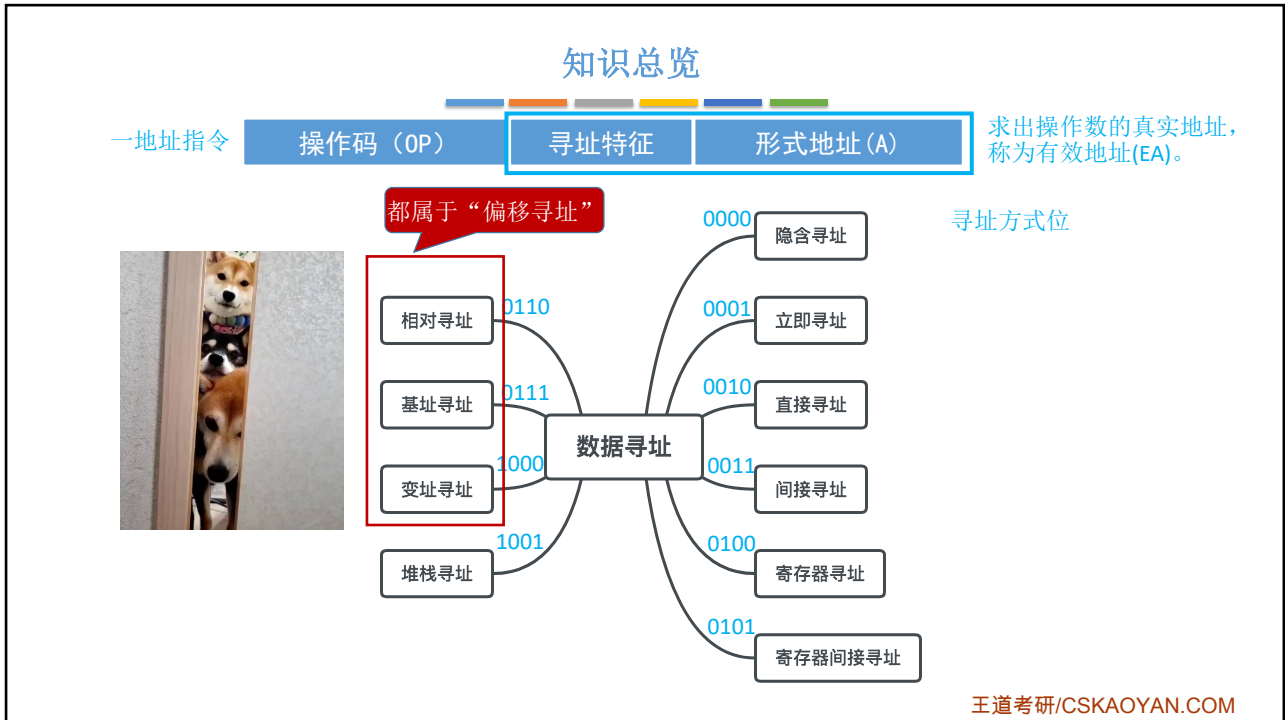 知识总览
一地址指令
操作码（OP）
寻址特征
形式地址(A)
求出操作数的真实地址，
称为有效地址(EA)。
都属于“偏移寻址”
寻址方式位
0000
隐含寻址
0110
相对寻址
0001
立即寻址
0111
基址寻址
0010
直接寻址
数据寻址
1000
变址寻址
0011
间接寻址
1001
堆栈寻址
0100
寄存器寻址
0101
寄存器间接寻址
王道考研/CSKAOYAN.COM